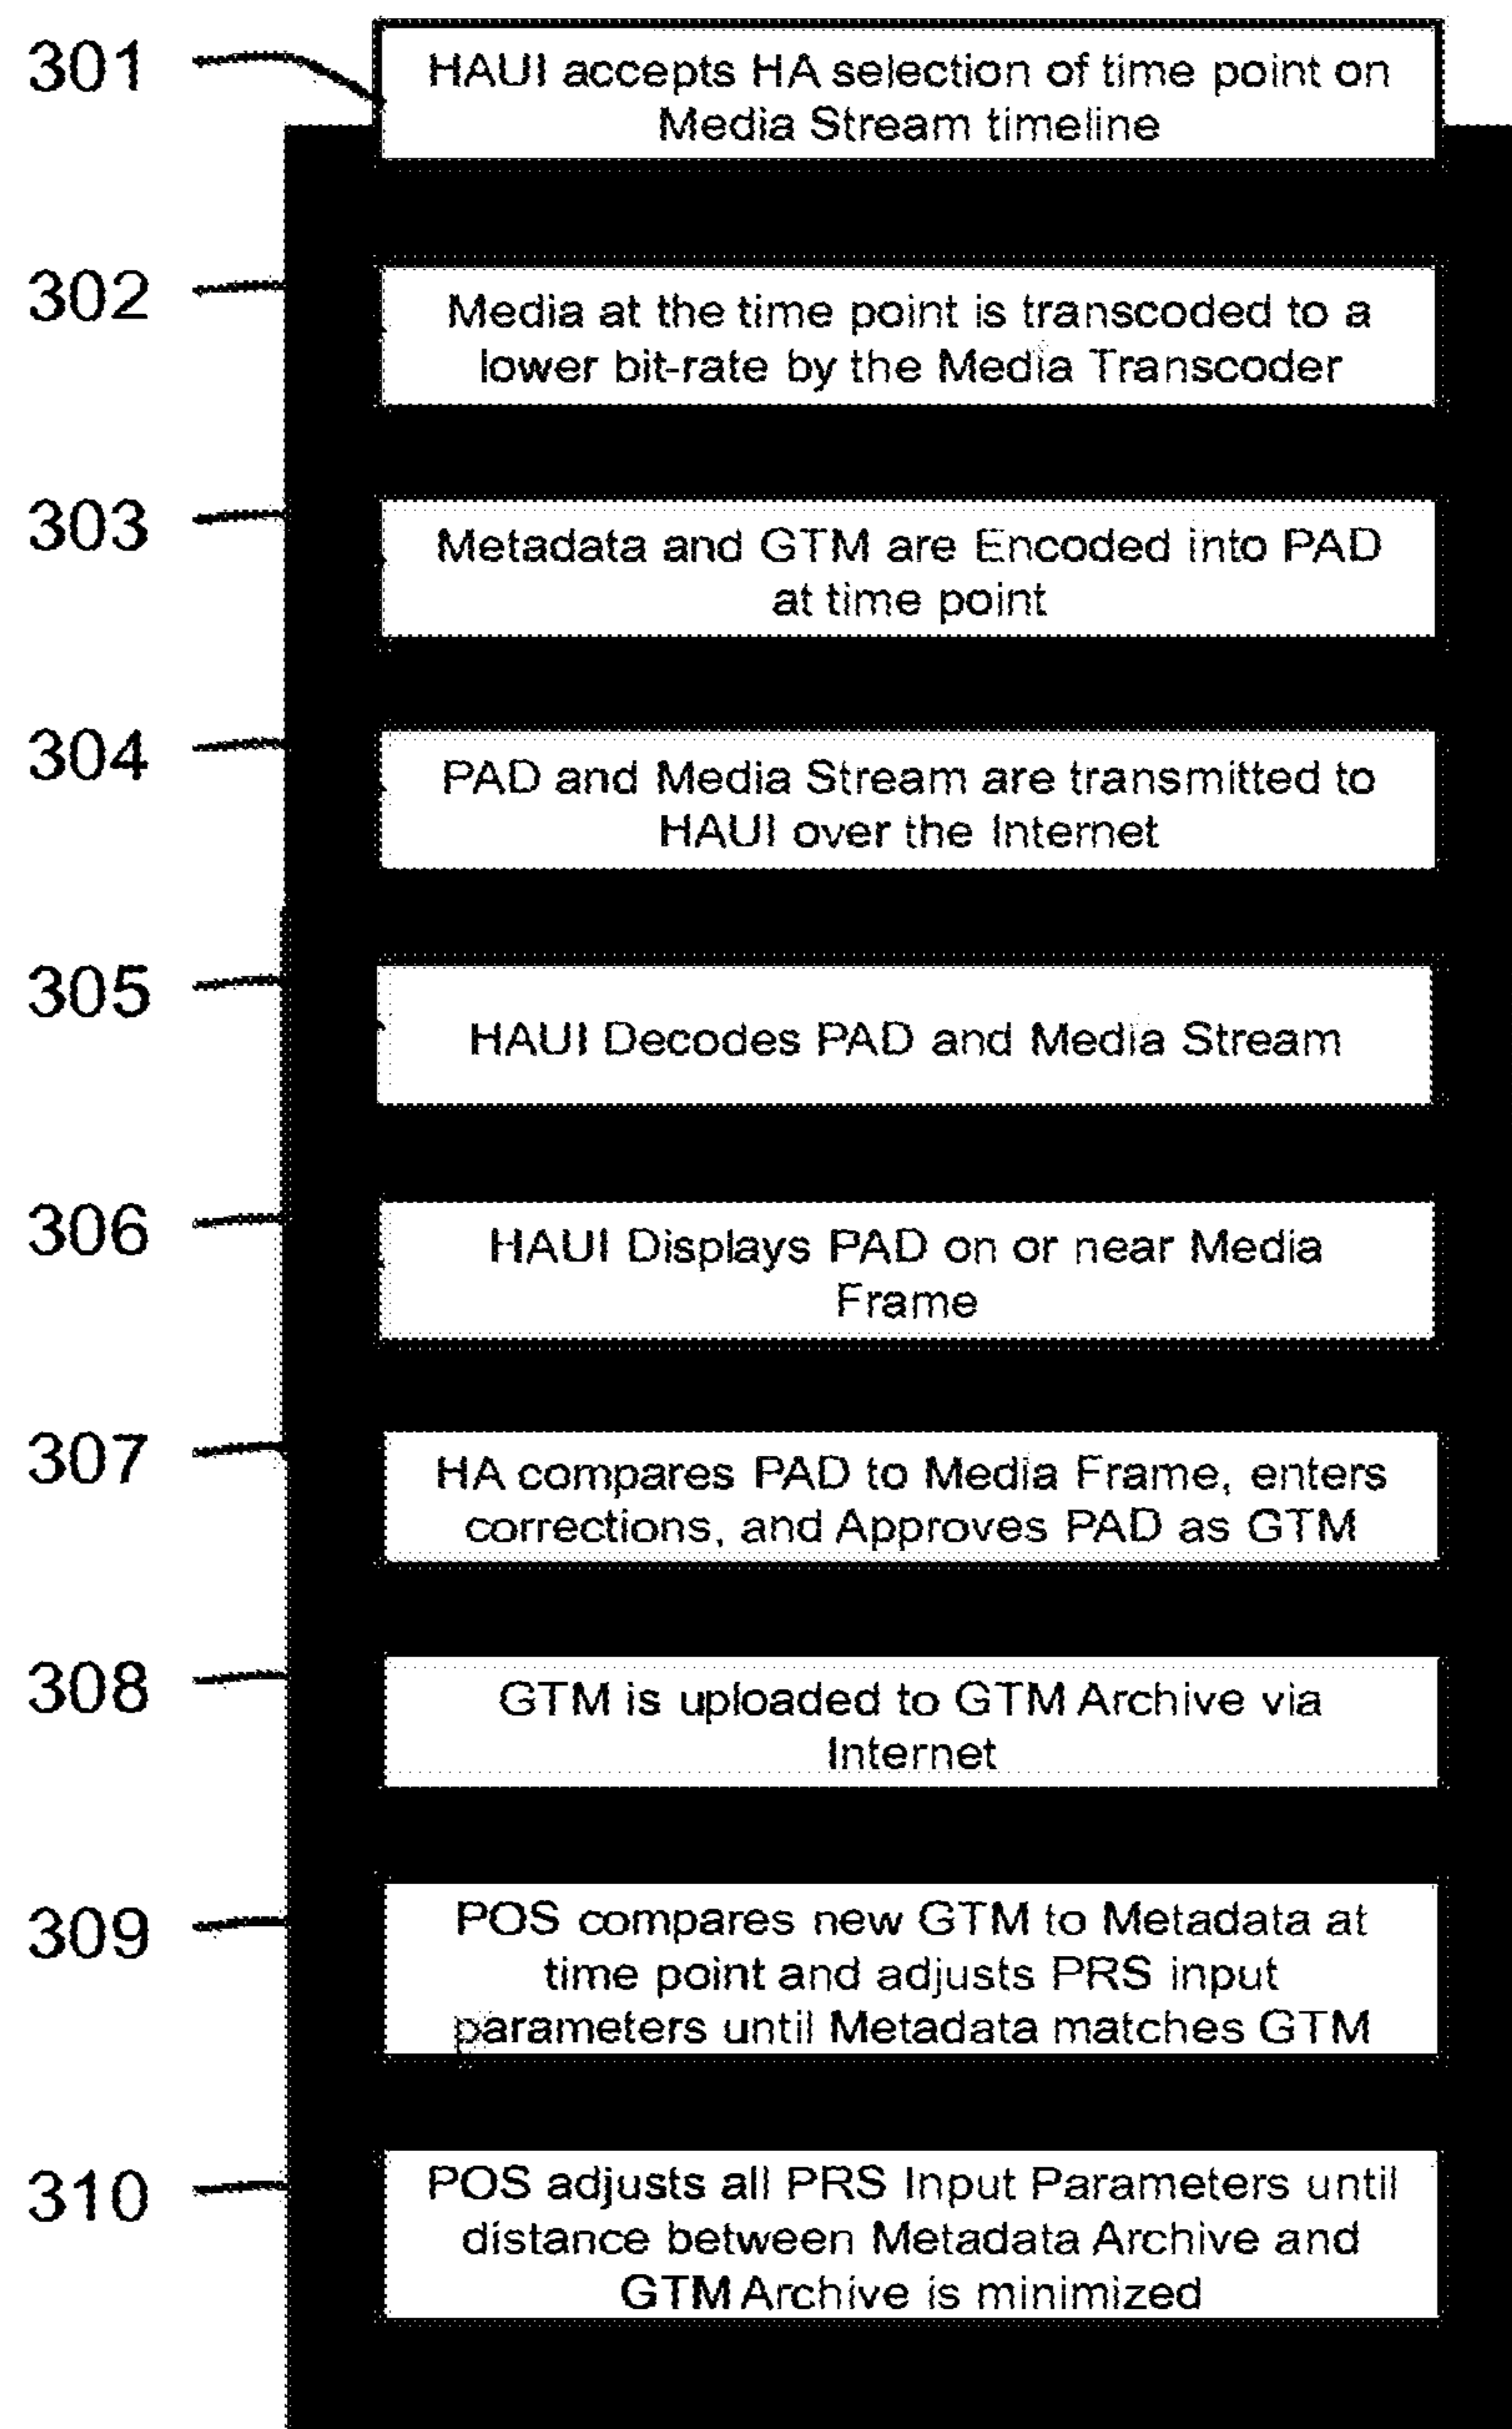 301
HAUI accepts HA selection of time point on
Media Stream timeline
302
Media at the time point is transcoded to a
lower bit-rate by the Media Transcoder
303
Metadata and GTM are Encoded into PAD
at time point
304
PAD and Media Stream are transmitted to
HAUI over the Internet
305
HAUI Decodes PAD and Media Stream
306
HAUI Displays PAD on or near Media
Frame
307
HA compares PAD to Media Frame, enters
corrections, and Approves PAD as GTM
308
GTM is uploaded to GTM Archive via
Internet
309
POS compares new GTM to Metadata at
time point and adjusts PRS input
parameters until Metadata matches GTM
310
POS adjusts all PRS Input Parameters until
distance between Metadata Archive and
GTM Archive is minimized